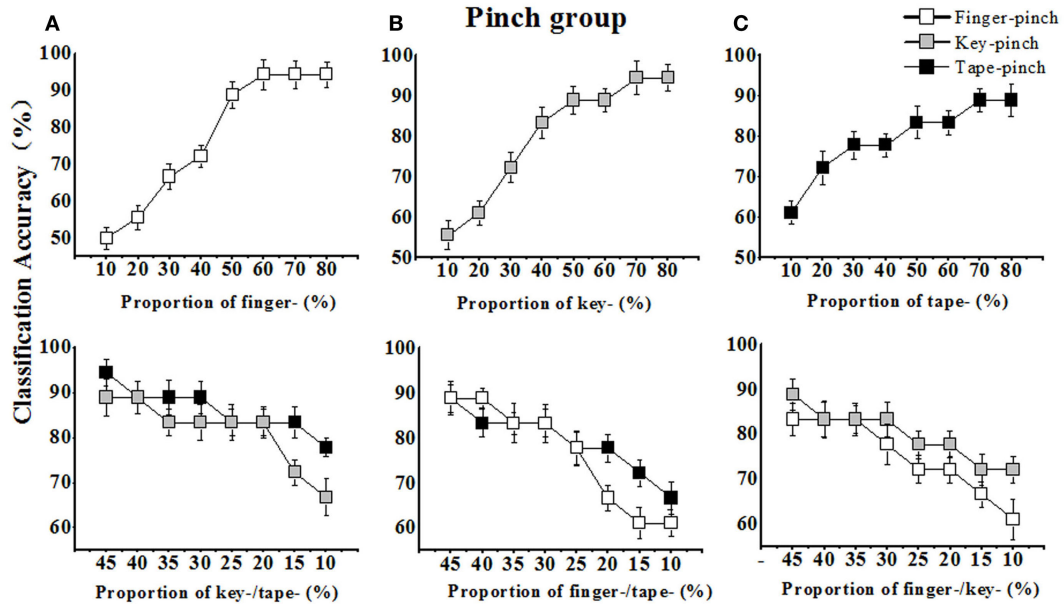 A
B
Pinch group
C
Finger-pinch
Key-pinch
Tape-pinch
Classification Accuracy (%)
100
90
80
70
60
50
10 20 30 40 50 60 70 80
Proportion of finger- (%)
100
90
80
70
60
50
10 20 30 40 50 60 70 80
Proportion of key- (%)
100
90
80
70
60
50
10 20 30 40 50 60 70 80
Proportion of tape- (%)
100
90
80
70
60
45 40 35 30 25 20 15 10
Proportion of key-/tape- (%)
100
90
80
70
60
45 40 35 30 25 20 15 10
Proportion of finger-/tape- (%)
100
90
80
70
60
45 40 35 30 25 20 15 10
Proportion of finger-/key- (%)